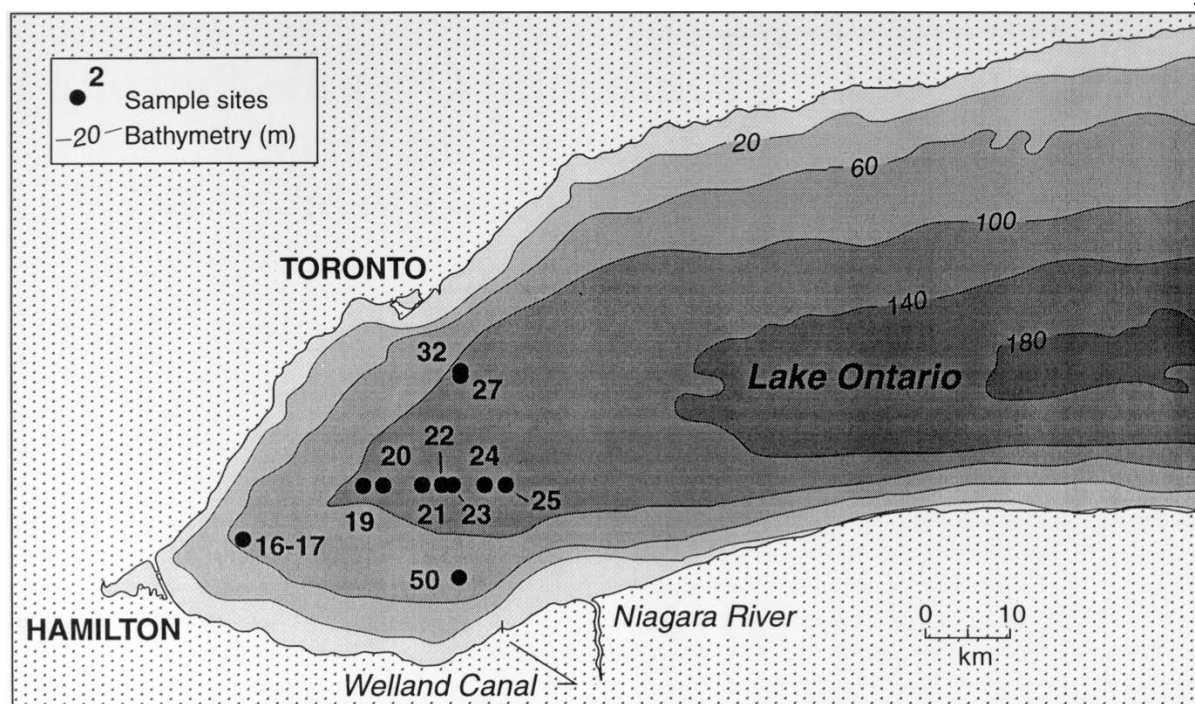 2
Sample sites
20 Bathymetry (m)
20
60
100
TORONTO
140
180
32
Lake Ontario
27
22
20
24
19
21
23
25
16-17
50
Niagara River
0 10
HAMILTON
km
Welland Canal